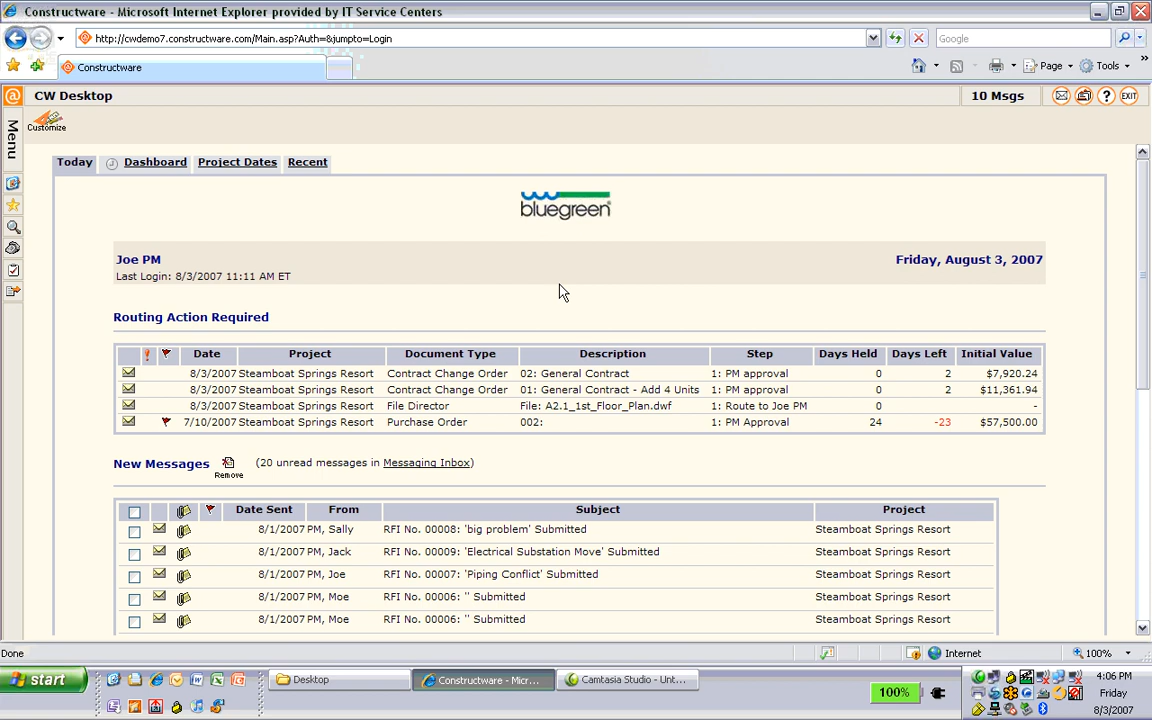 Constructware - Microsoft Internet Explorer provided by IT Service Centers
http://cwdemo7.constructware.com/Main.asp?Auth=&jumpto=Login
Google
Constructware
Page
Tools
CW Desktop
10 Msgs
EXIT
Menu
Customize
Today
Dashboard
Project Dates
Recent
bluegreen
Joe PM
Friday, August 3, 2007
Last Login: 8/3/2007 11:11 AM ET
Routing Action Required
! Date Project Document Type Description Step Days Held Days Left Initial Value
8/3/2007 Steamboat Springs Resort Contract Change Order 02: General Contract 1: PM approval 0 2 $7,920.24
8/3/2007 Steamboat Springs Resort Contract Change Order 01: General Contract - Add 4 Units 1: PM approval 0 2 $11,361.94
8/3/2007 Steamboat Springs Resort File Director File: A2.1_1st_Floor_Plan.dwf 1: Route to Joe PM 0 -
7/10/2007 Steamboat Springs Resort Purchase Order 002: 1: PM Approval 24 -23 $57,500.00
New Messages
Remove
(20 unread messages in Messaging Inbox)
Date Sent From Subject Project
8/1/2007 PM, Sally RFI No. 00008: 'big problem' Submitted Steamboat Springs Resort
8/1/2007 PM, Jack RFI No. 00009: 'Electrical Substation Move' Submitted Steamboat Springs Resort
8/1/2007 PM, Joe RFI No. 00007: 'Piping Conflict' Submitted Steamboat Springs Resort
8/1/2007 PM, Moe RFI No. 00006: '' Submitted Steamboat Springs Resort
8/1/2007 PM, Moe RFI No. 00006: '' Submitted Steamboat Springs Resort
Done
Internet
100%
start
Desktop
Constructware - Micr...
Camtasia Studio - Unt...
100%
4:06 PM
Friday
8/3/2007